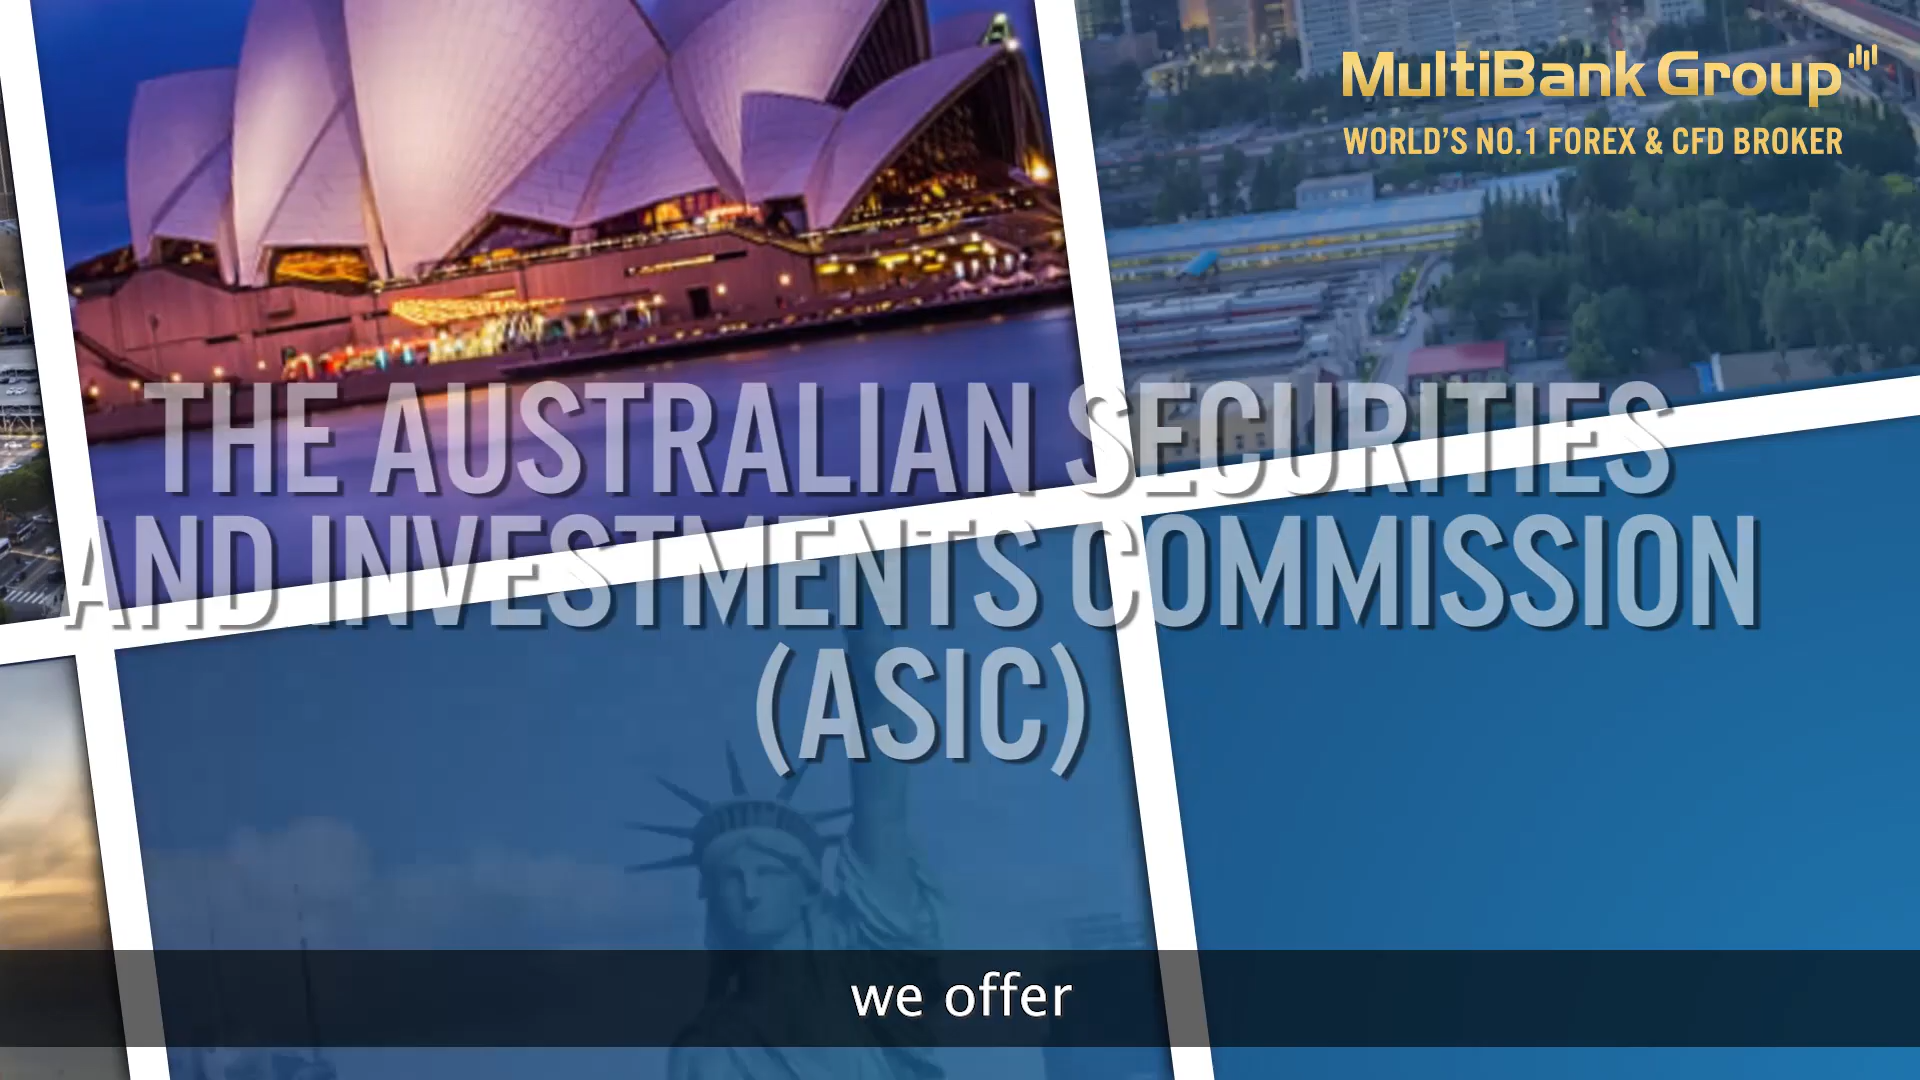 MultiBank Group
WORLD'S NO.1 FOREX & CFD BROKER
THE AUSTRALIAN SECURITIES
AND INVESTMENTS COMMISSION
(ASIC)
we offer